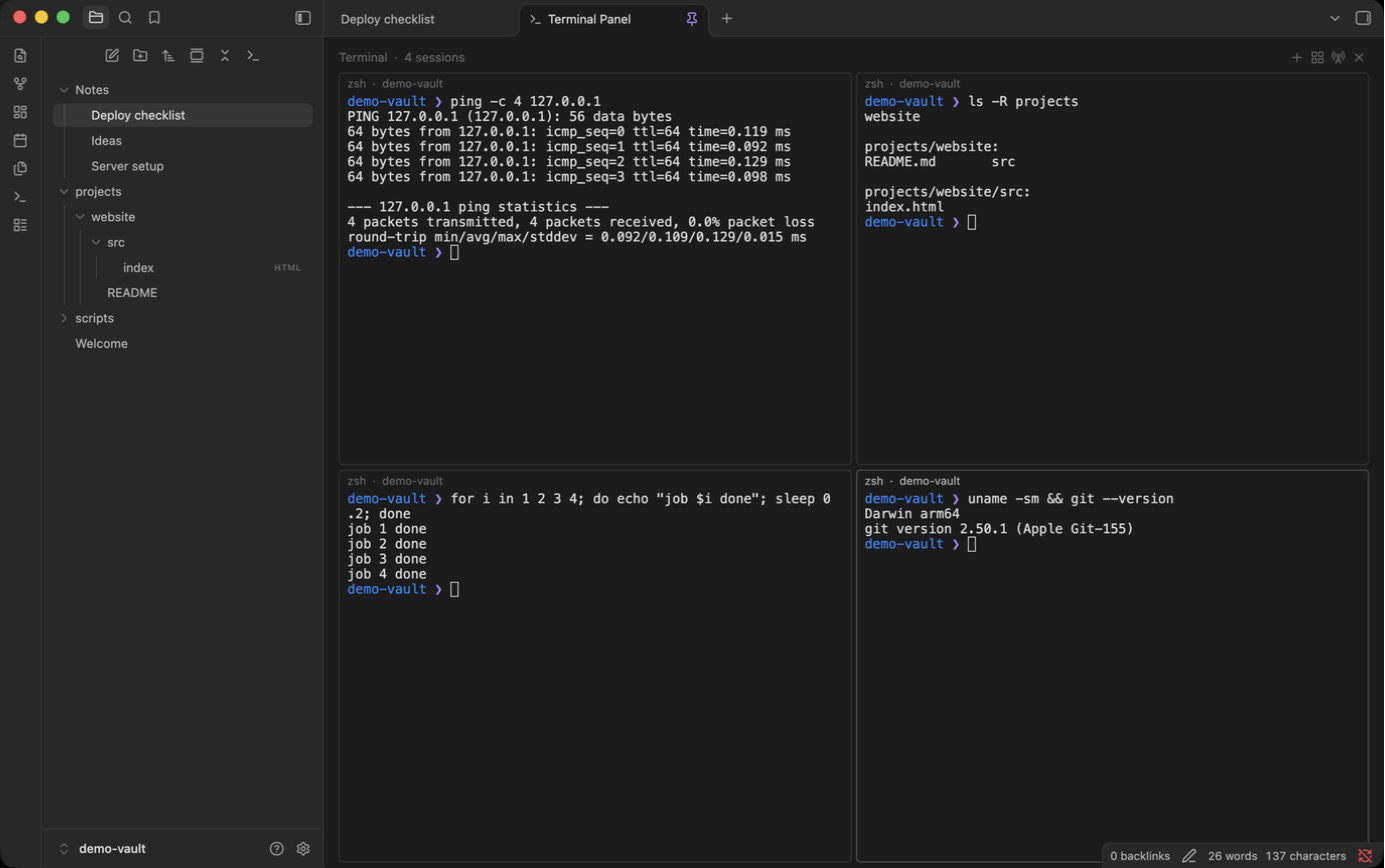 Deploy checklist
Terminal Panel
Notes
Deploy checklist
Ideas
Server setup
projects
website
src
index HTML
README
scripts
Welcome
demo-vault
Terminal · 4 sessions
zsh · demo-vault
demo-vault ❯ ping -c 4 127.0.0.1
PING 127.0.0.1 (127.0.0.1): 56 data bytes
64 bytes from 127.0.0.1: icmp_seq=0 ttl=64 time=0.119 ms
64 bytes from 127.0.0.1: icmp_seq=1 ttl=64 time=0.092 ms
64 bytes from 127.0.0.1: icmp_seq=2 ttl=64 time=0.129 ms
64 bytes from 127.0.0.1: icmp_seq=3 ttl=64 time=0.098 ms
--- 127.0.0.1 ping statistics ---
4 packets transmitted, 4 packets received, 0.0% packet loss
round-trip min/avg/max/stddev = 0.092/0.109/0.129/0.015 ms
demo-vault ❯
zsh · demo-vault
demo-vault ❯ ls -R projects
website
projects/website:
README.md src
projects/website/src:
index.html
demo-vault ❯
zsh · demo-vault
demo-vault ❯ for i in 1 2 3 4; do echo "job $i done"; sleep 0
.2; done
job 1 done
job 2 done
job 3 done
job 4 done
demo-vault ❯
zsh · demo-vault
demo-vault ❯ uname -sm && git --version
Darwin arm64
git version 2.50.1 (Apple Git-155)
demo-vault ❯
0 backlinks 26 words 137 characters